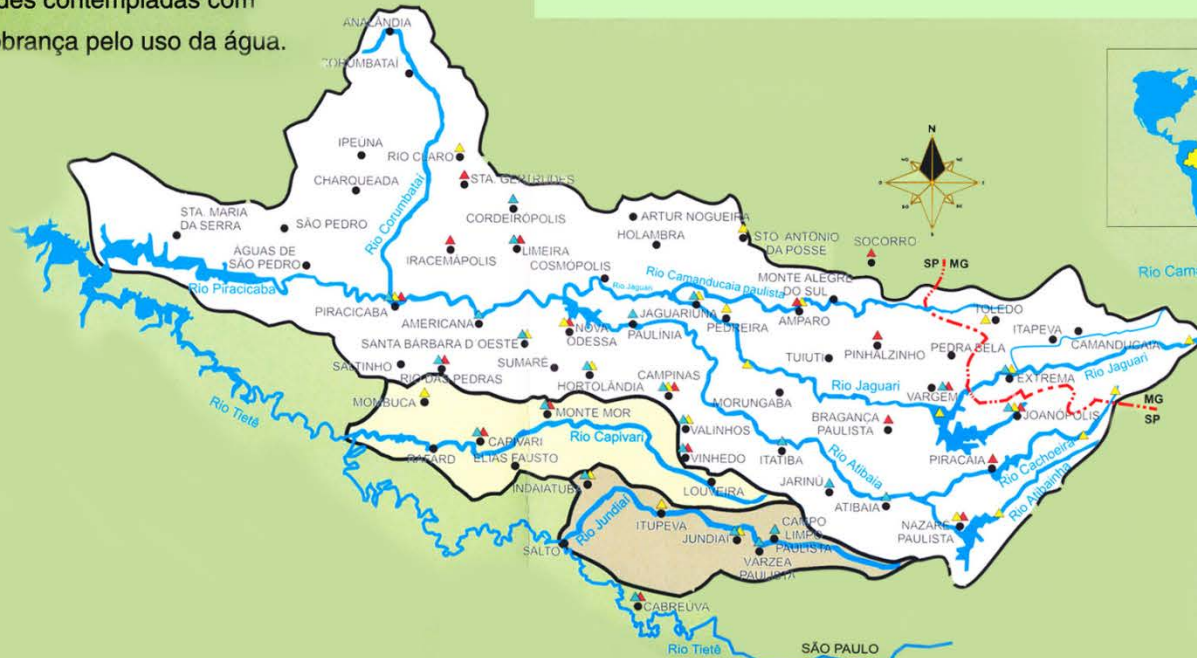 des contempladas com
obrança pelo uso da água.
ANALÂNDIA
CORUMBATAÍ
IPEÚNA
RIO CLARO
CHARQUEADA
STA. GERTRUDES
Rio Corumbataí
CORDEIRÓPOLIS
STA. MARIA
DA SERRA
SÃO PEDRO
ÁGUAS DE
SÃO PEDRO
IRACEMÁPOLIS
LIMEIRA
COSMÓPOLIS
ARTUR NOGUEIRA
HOLAMBRA
STO. ANTÔNIO
DA POSSE
SOCORRO
N
SP MG
Rio Cam
Rio Piracicaba
PIRACICABA
AMERICANA
Rio Jaguari
Rio Camanducaia paulista
MONTE ALEGRE
DO SUL
JAGUARIÚNA
PEDREIRA
AMPARO
TOLEDO
ITAPEVA
CAMANDUCAIA
SANTA BARBARA D'OESTE
NOVA
ODESSA
PAULÍNIA
SALTINHO
RIO DAS PEDRAS
SUMARÉ
HORTOLÂNDIA
CAMPINAS
TUIUTI
PINHALZINHO
PEDRA BELA
EXTREMA
Rio Jaguari
Rio Jaguari
VARGEM
JOANÓPOLIS
MG
SP
MOMBUCA
MONTE MOR
MORUNGABA
BRAGANÇA
PAULISTA
Rio Tietê
Rio Capivari
VALINHOS
CAPIVARI
RAFARD
ELIAS FAUSTO
VINHEDO
ITATIBA
Rio Atibaia
PIRACAIA
Rio Cachoeira
Rio Atibainha
INDAIATUBA
LOUVEIRA
JARINÚ
ATIBAIA
NAZARÉ
PAULISTA
Rio Jundiaí
ITUPEVA
JUNDIAÍ
CAMPO
LIMPO
PAULISTA
VÁRZEA
PAULISTA
SALTO
CABREÚVA
Rio Tietê
SÃO PAULO